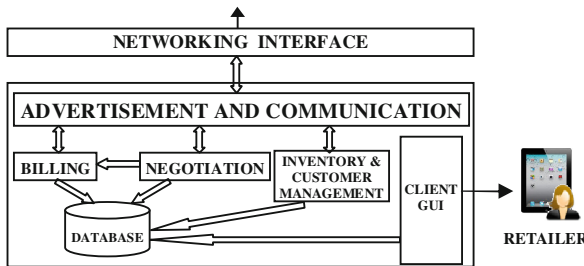 NETWORKING INTERFACE
ADVERTISEMENT AND COMMUNICATION
BILLING
NEGOTIATION
INVENTORY &
CUSTOMER
MANAGEMENT
CLIENT
GUI
DATABASE
RETAILER